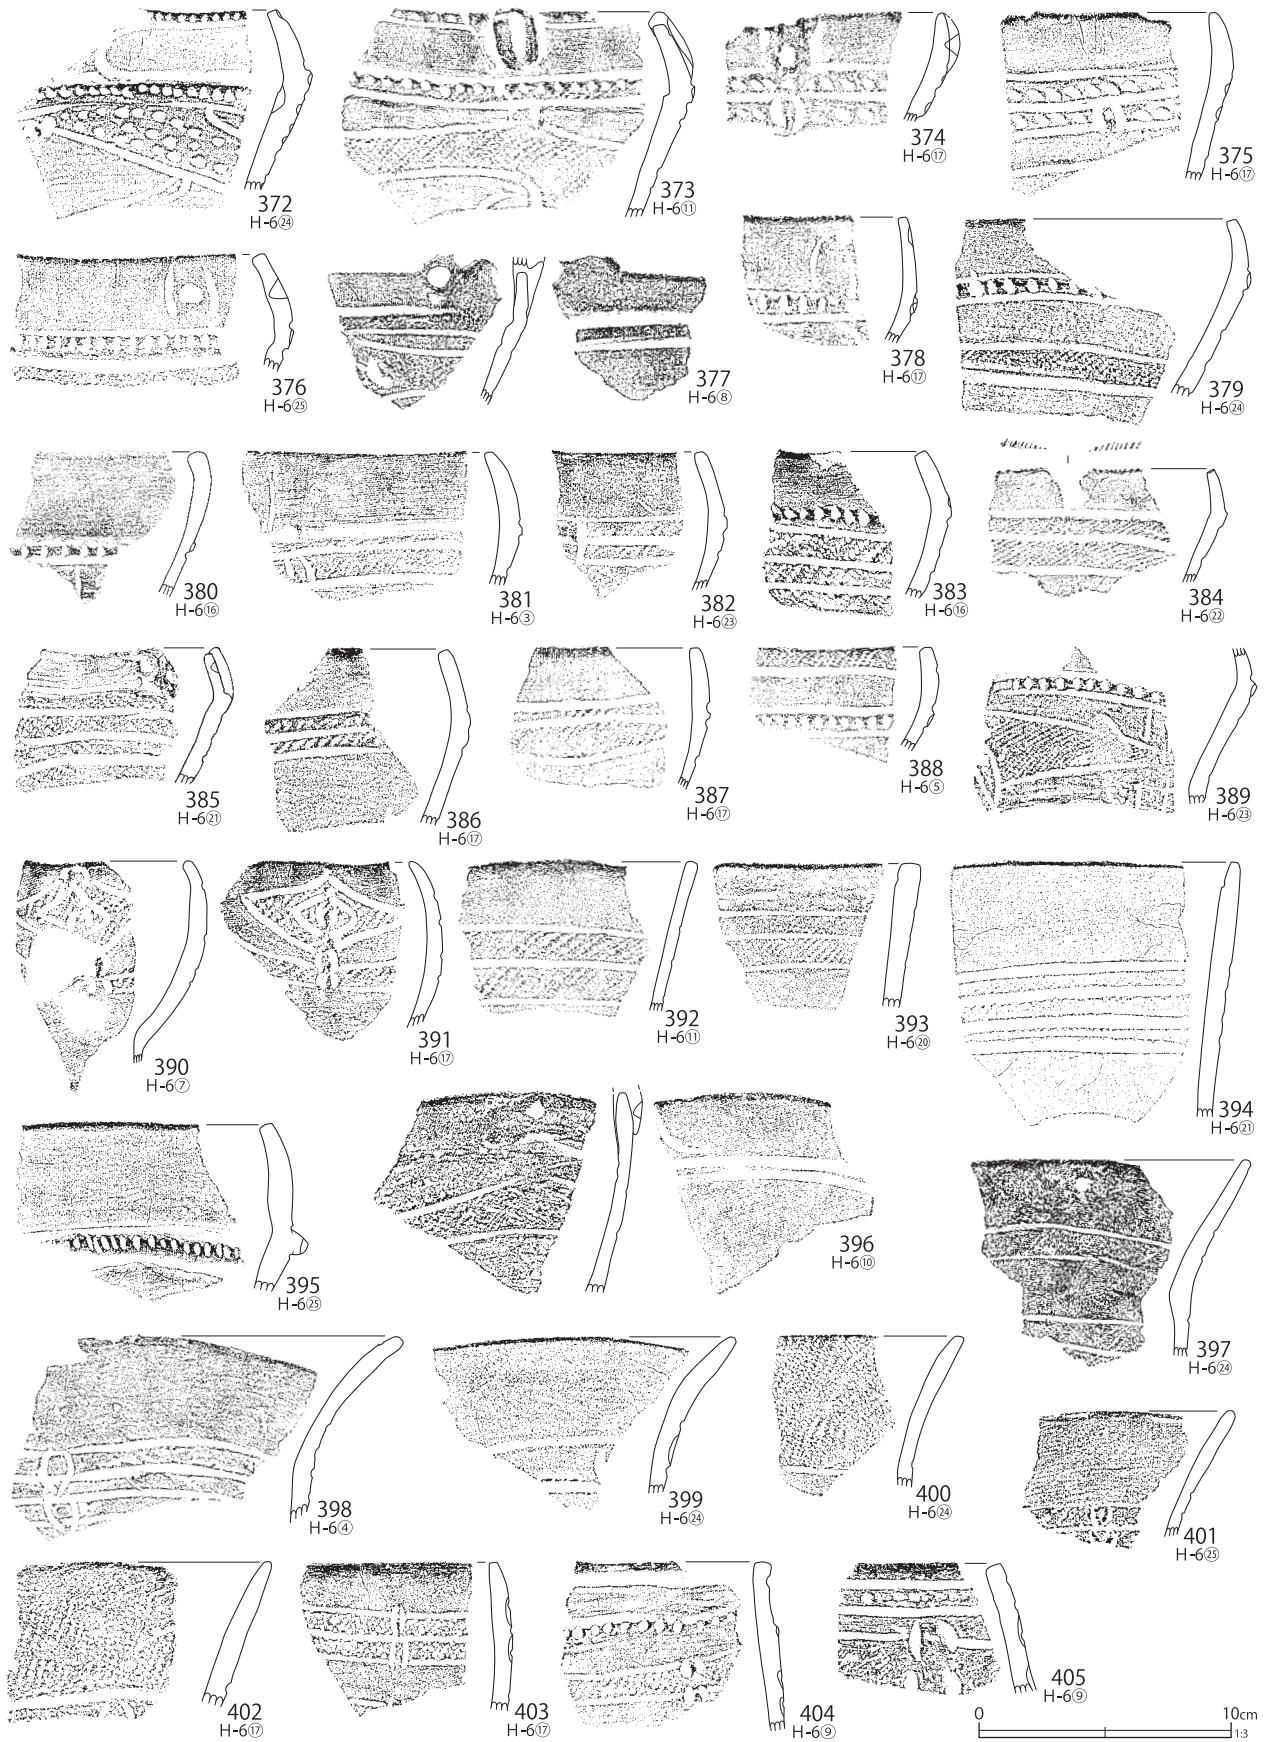 372
H-6㉔
373
H-6⑪
374
H-6⑰
375
H-6⑰
376
H-6㉕
377
H-6⑧
378
H-6⑰
379
H-6㉔
380
H-6⑯
381
H-6③
382
H-6㉓
383
H-6⑯
384
H-6㉒
385
H-6㉑
386
H-6⑰
387
H-6⑰
388
H-6⑤
389
H-6㉓
390
H-6⑦
391
H-6⑰
392
H-6⑪
393
H-6⑳
394
H-6㉑
395
H-6㉕
396
H-6⑩
397
H-6㉔
398
H-6④
399
H-6㉔
400
H-6㉔
401
H-6㉕
402
H-6⑰
403
H-6⑰
404
H-6⑨
405
H-6⑨
0 10cm
1:3